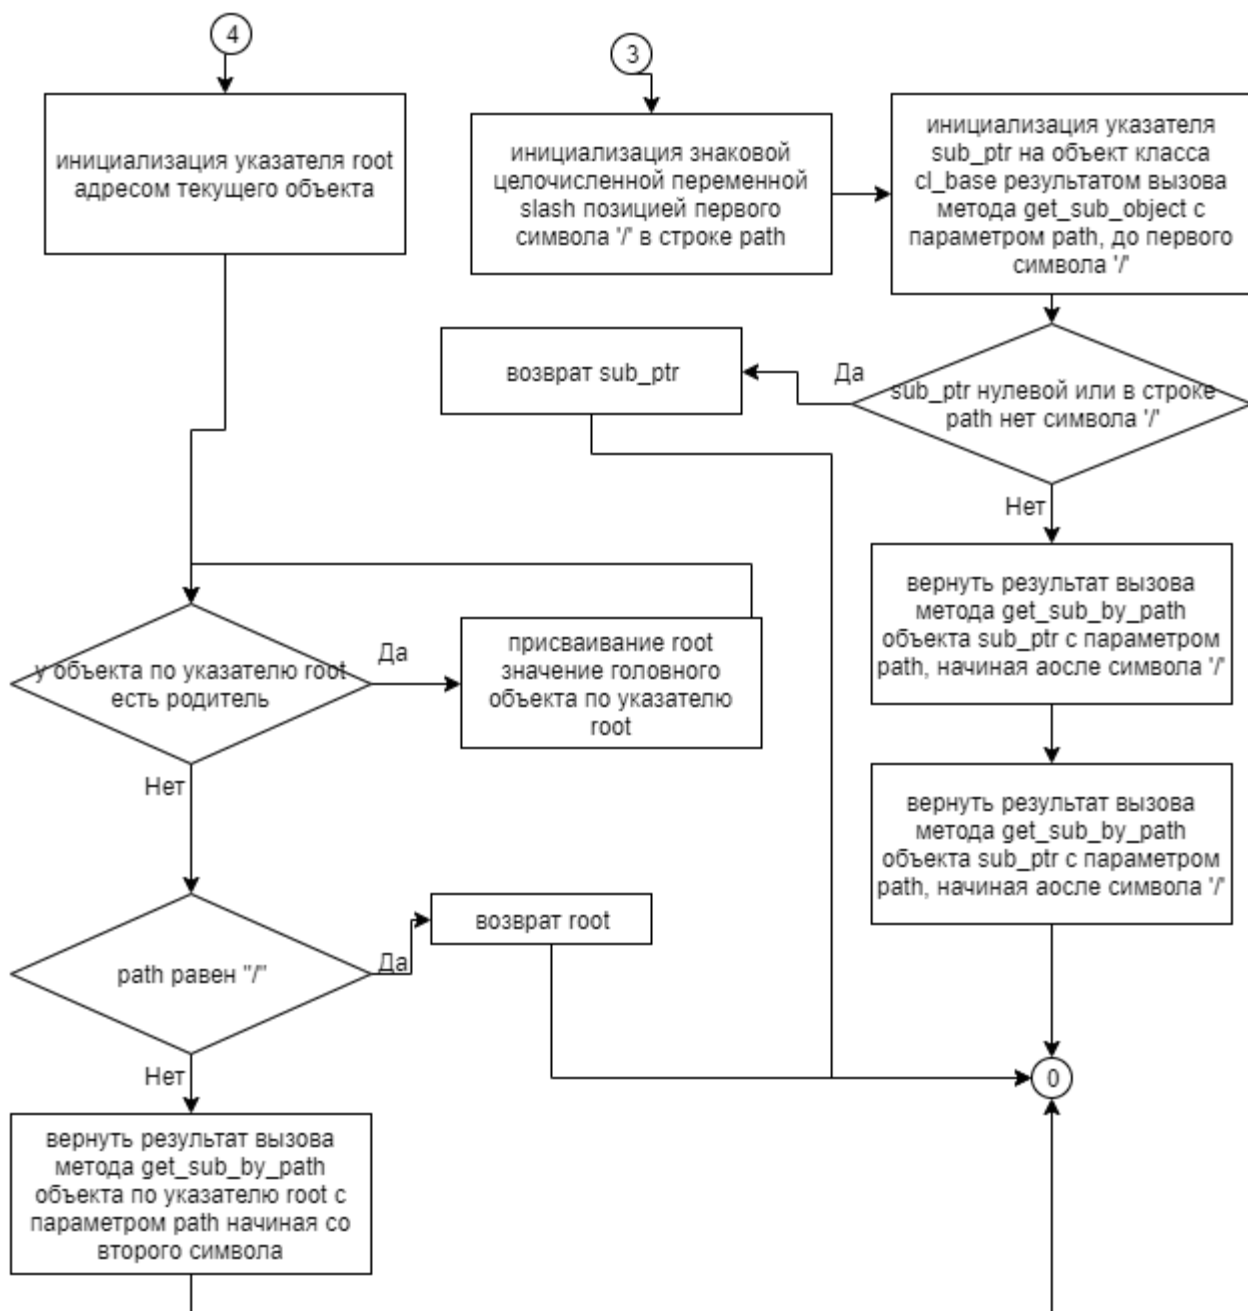 4
инициализация указателя root
адресом текущего объекта
3
инициализация знаковой
целочисленной переменной
slash позицией первого
символа '/' в строке path
инициализация указателя
sub_ptr на объект класса
cl_base результатом вызова
метода get_sub_object с
параметром path, до первого
символа '/'
возврат sub_ptr
Да
sub_ptr нулевой или в строке
path нет символа '/'
Нет
вернуть результат вызова
метода get_sub_by_path
объекта sub_ptr с параметром
path, начиная аосле символа '/'
у объекта по указателю root
есть родитель
Да
присваивание root
значение головного
объекта по указателю
root
Нет
вернуть результат вызова
метода get_sub_by_path
объекта sub_ptr с параметром
path, начиная аосле символа '/'
path равен "/"
Да
возврат root
Нет
0
вернуть результат вызова
метода get_sub_by_path
объекта по указателю root с
параметром path начиная со
второго символа